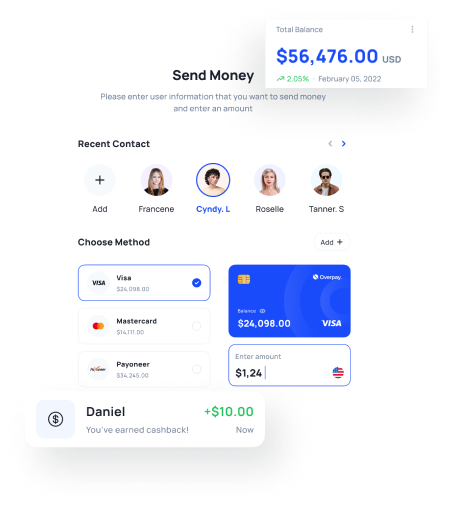 Total Balance
$56,476.00 USD
2.05% · February 05, 2022
Send Money
Please enter user information that you want to send money
and enter an amount
Recent Contact
Add
Francene
Cyndy. L
Roselle
Tanner. S
Choose Method
Add +
VISA
Visa
$24,098.00
Mastercard
$14,111.00
Payoneer
Payoneer
$34,245.00
Overpay.
Balance
$24,098.00
VISA
Enter amount
$1,24
Daniel
+$10.00
You've earned cashback!
Now